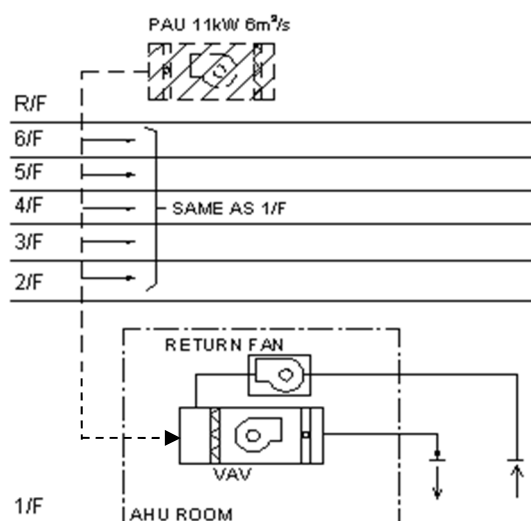 PAU 11kW 6m³/s
R/F
6/F
5/F
4/F
SAME AS 1/F
3/F
2/F
RETURN FAN
VAV
1/F
AHU ROOM